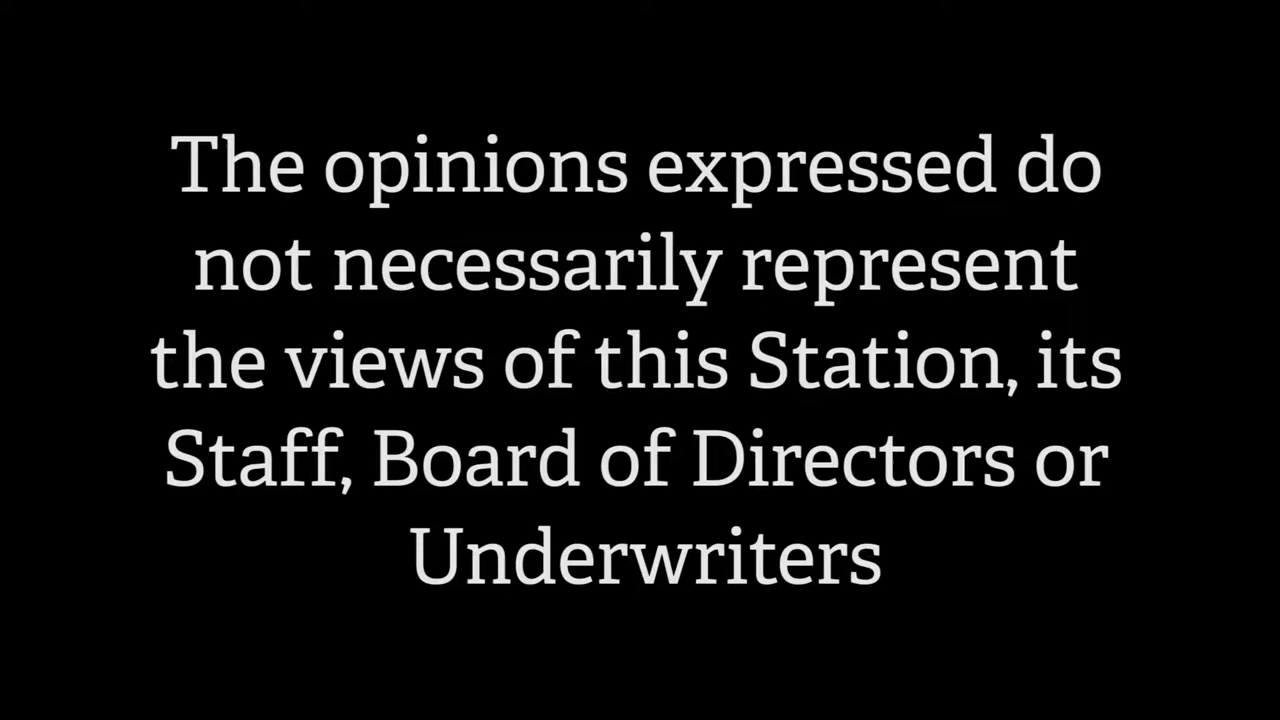 The opinions expressed do
not necessarily represent
the views of this Station, its
Staff, Board of Directors or
Underwriters